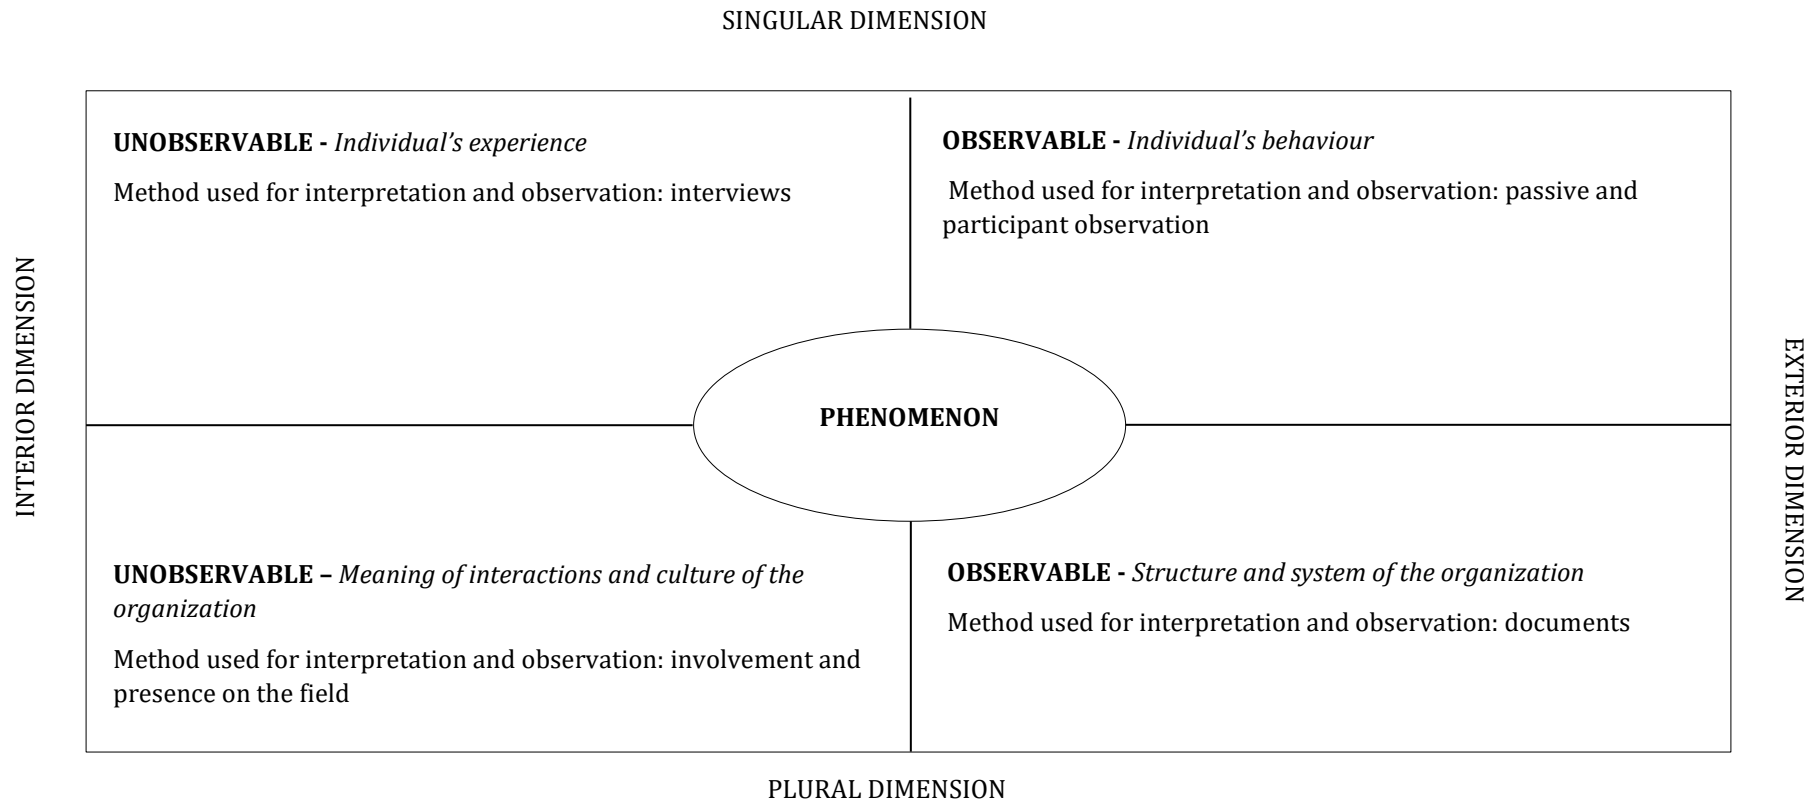 SINGULAR DIMENSION
UNOBSERVABLE - Individual’s experience
Method used for interpretation and observation: interviews
OBSERVABLE - Individual’s behaviour
Method used for interpretation and observation: passive and
participant observation
INTERIOR DIMENSION
PHENOMENON
EXTERIOR DIMENSION
UNOBSERVABLE – Meaning of interactions and culture of the
organization
Method used for interpretation and observation: involvement and
presence on the field
OBSERVABLE - Structure and system of the organization
Method used for interpretation and observation: documents
PLURAL DIMENSION